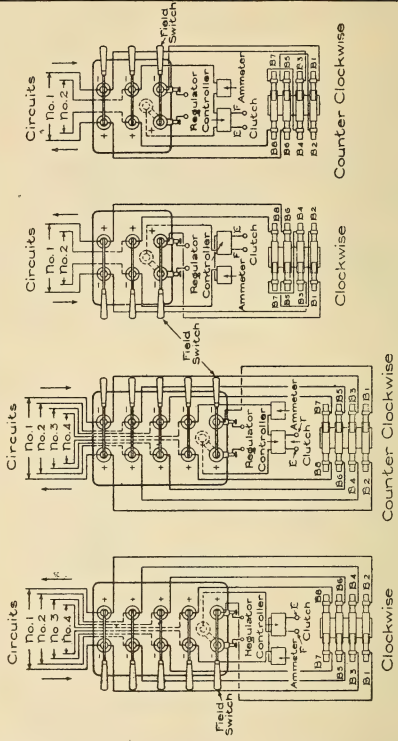 Circuits
No.1
No.2
No.3
No.4
Field
Switch
Regulator
Controller
Ammeter
E
F
Clutch
B7
B8
B5
B6
B3
B4
B1
B2
Clockwise
Circuits
No.1
No.2
No.3
No.4
Field
Switch
Regulator
Controller
Ammeter
E
F
Clutch
B8
B7
B6
B5
B4
B3
B2
B1
Counter Clockwise
Circuits
No.1
No.2
Regulator
Controller
Ammeter
E
F
Clutch
B7
B8
B5
B6
B3
B4
B1
B2
Clockwise
Circuits
No.1
No.2
Field
Switch
Regulator
Controller
Ammeter
E
F
Clutch
B8
B7
B6
B5
B4
B3
B2
B1
Counter Clockwise